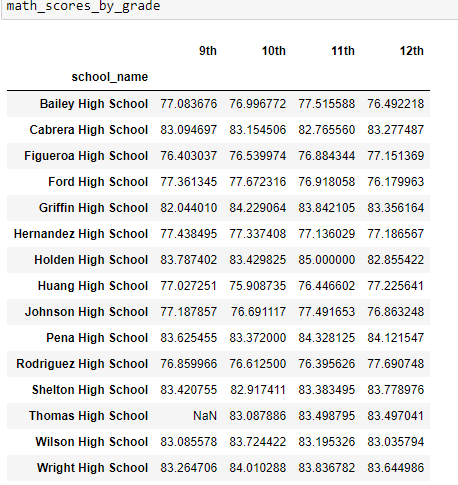 math_scores_by_grade
9th 10th 11th 12th
school_name
Bailey High School 77.083676 76.996772 77.515588 76.492218
Cabrera High School 83.094697 83.154506 82.765560 83.277487
Figueroa High School 76.403037 76.539974 76.884344 77.151369
Ford High School 77.361345 77.672316 76.918058 76.179963
Griffin High School 82.044010 84.229064 83.842105 83.356164
Hernandez High School 77.438495 77.337408 77.136029 77.186567
Holden High School 83.787402 83.429825 85.000000 82.855422
Huang High School 77.027251 75.908735 76.446602 77.225641
Johnson High School 77.187857 76.691117 77.491653 76.863248
Pena High School 83.625455 83.372000 84.328125 84.121547
Rodriguez High School 76.859966 76.612500 76.395626 77.690748
Shelton High School 83.420755 82.917411 83.383495 83.778976
Thomas High School NaN 83.087886 83.498795 83.497041
Wilson High School 83.085578 83.724422 83.195326 83.035794
Wright High School 83.264706 84.010288 83.836782 83.644986